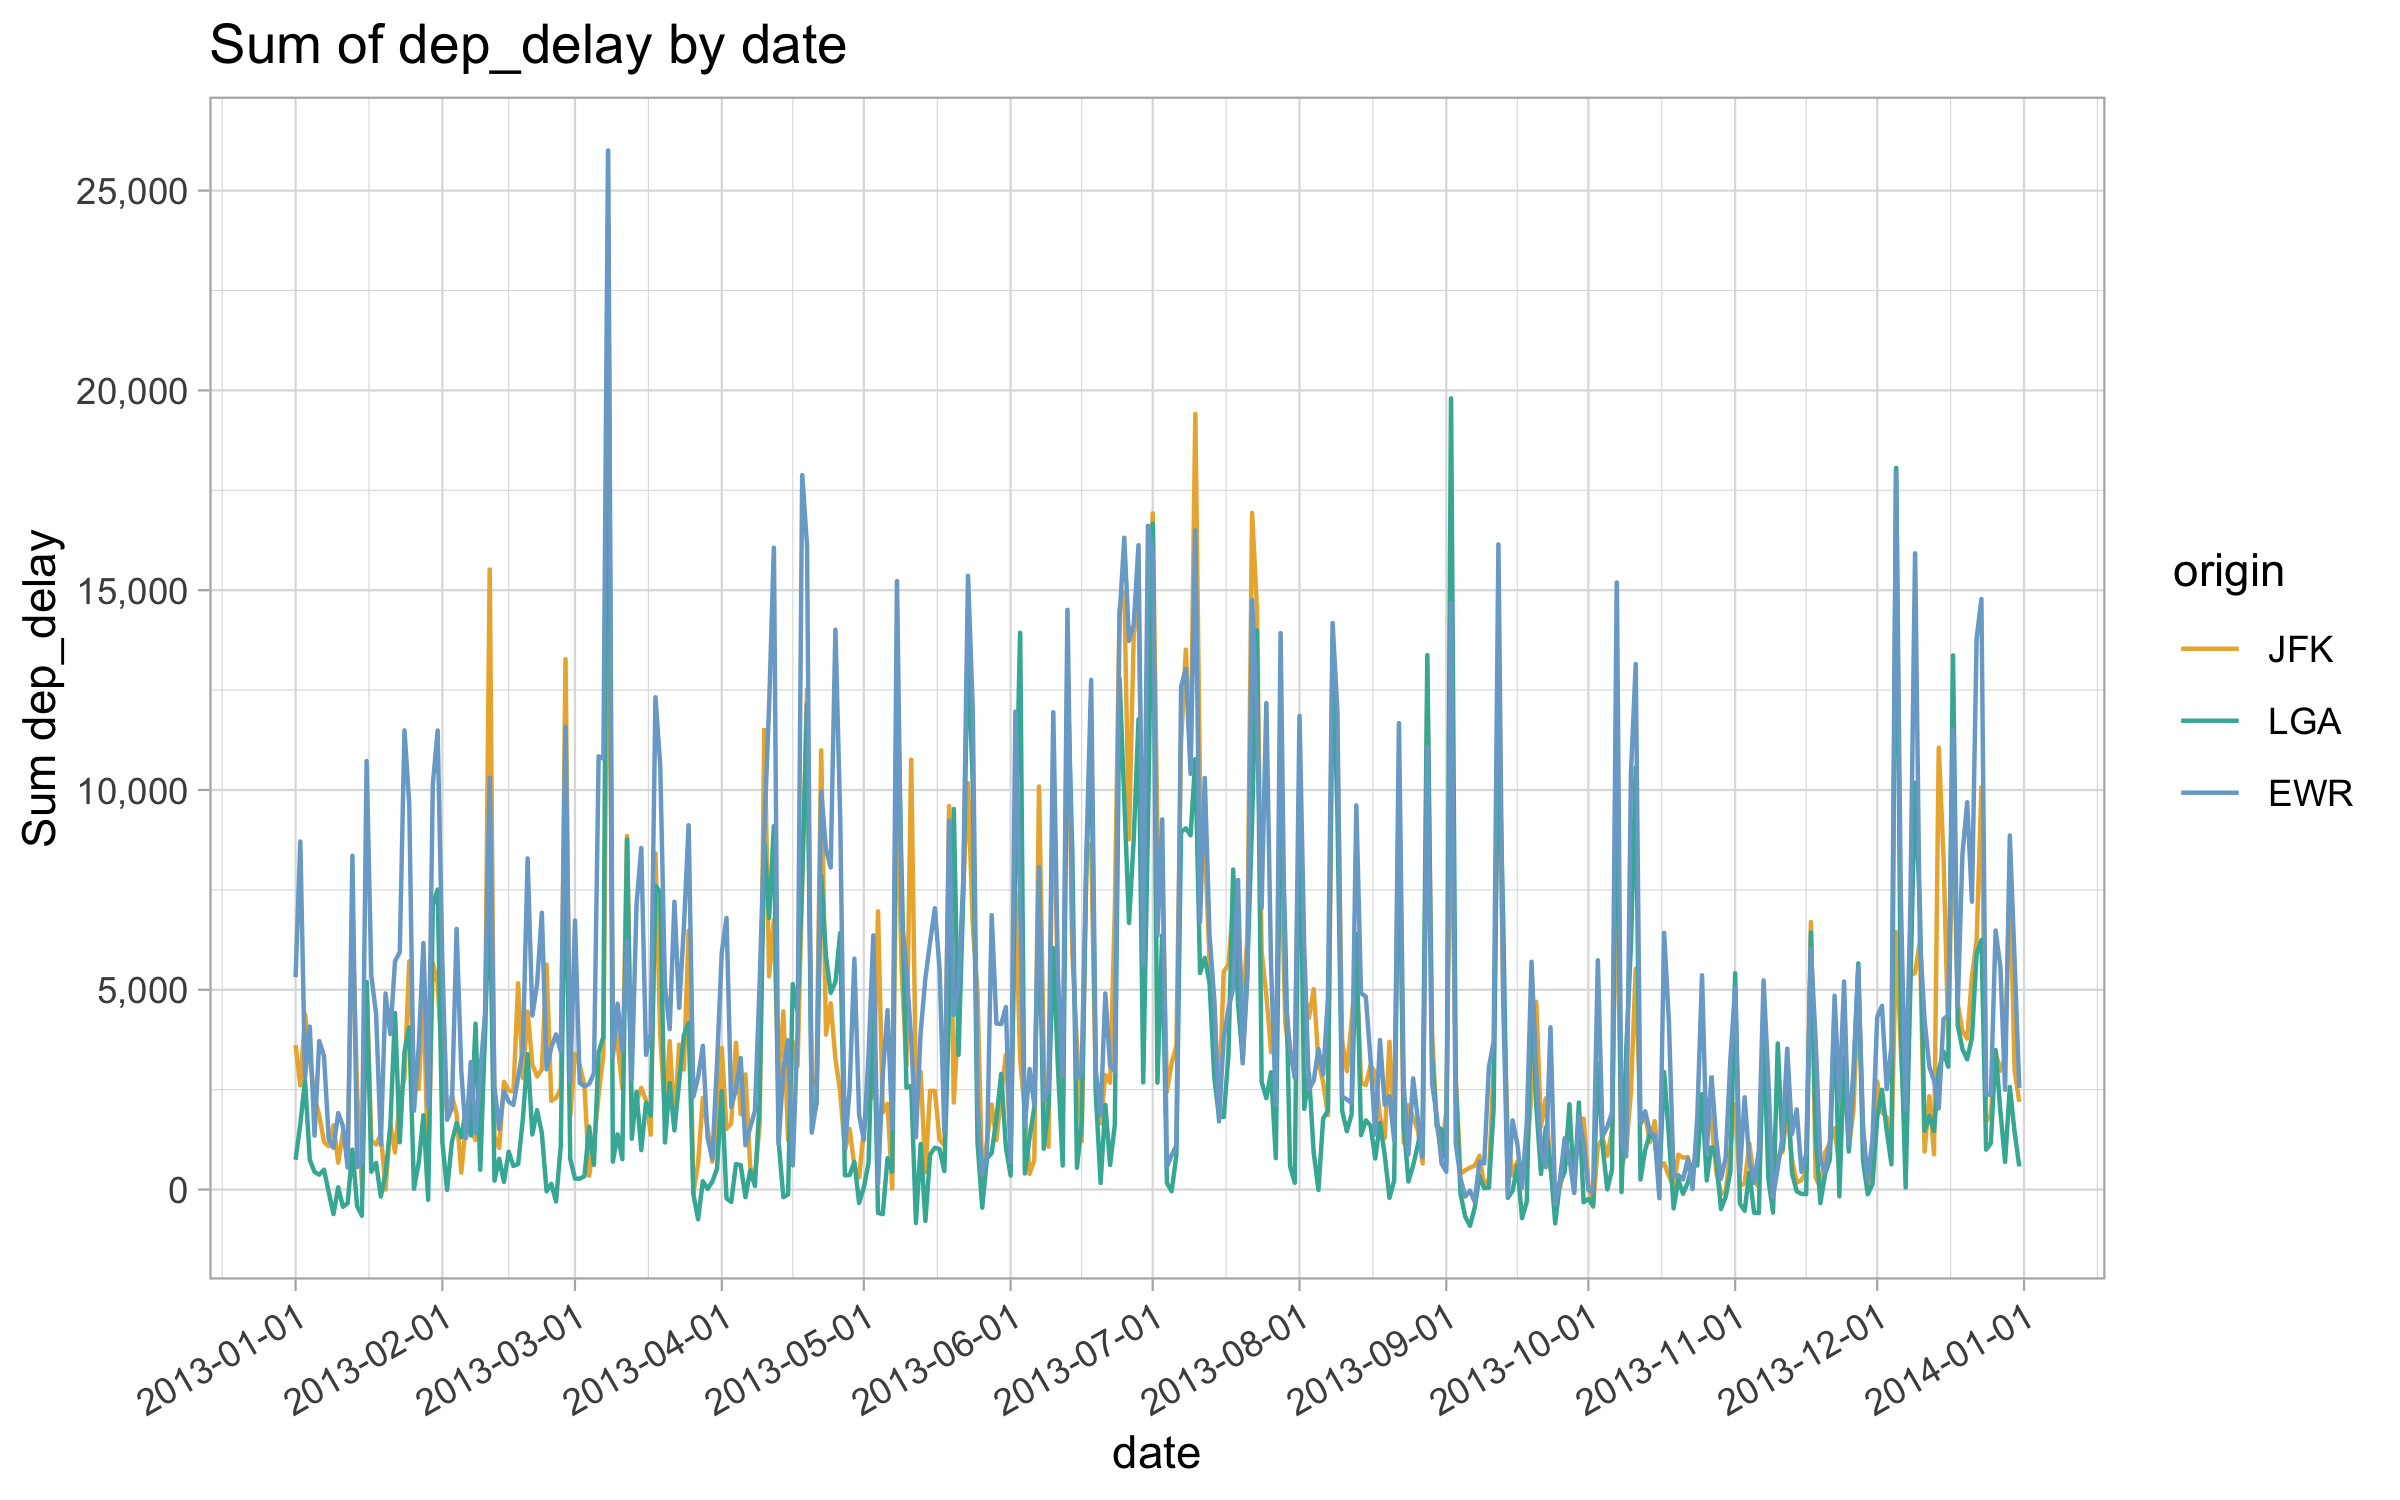 Sum of dep_delay by date
25,000
20,000
15,000
10,000
5,000
0
Sum dep_delay
2013-01-01
2013-02-01
2013-03-01
2013-04-01
2013-05-01
2013-06-01
2013-07-01
2013-08-01
2013-09-01
2013-10-01
2013-11-01
2013-12-01
2014-01-01
date
origin
JFK
LGA
EWR